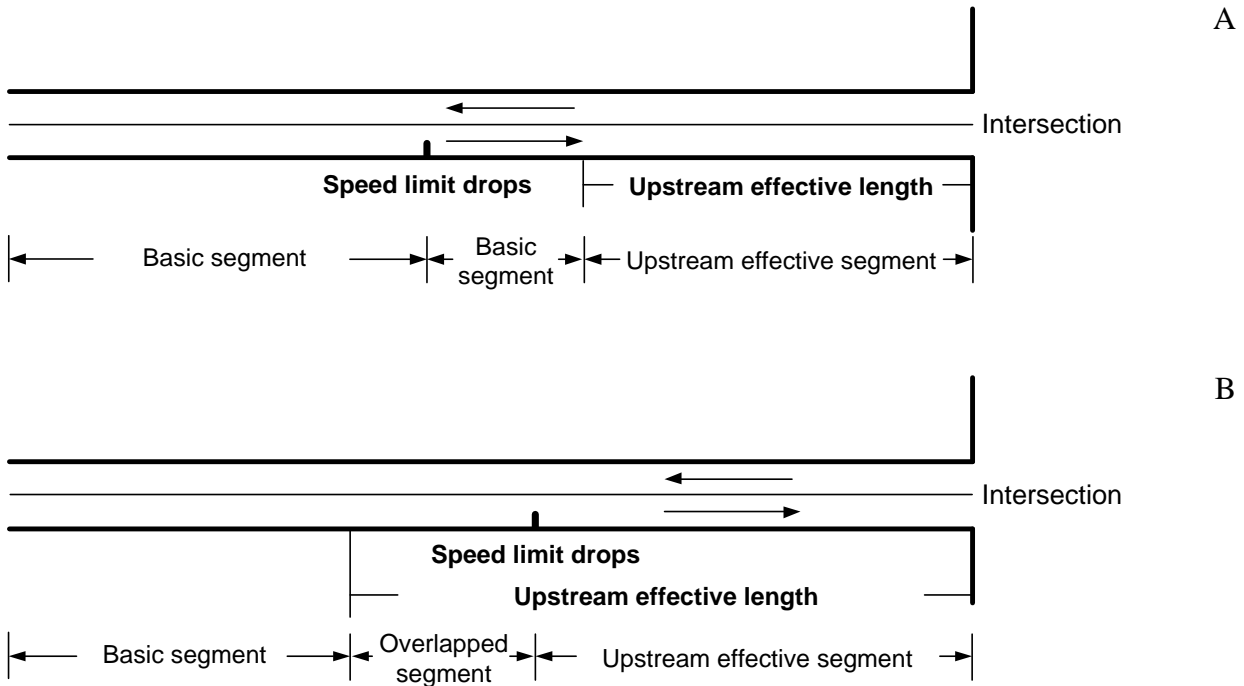 A
Intersection
Speed limit drops
Upstream effective length
Basic segment
Basic
segment
Upstream effective segment
B
Intersection
Speed limit drops
Upstream effective length
Basic segment
Overlapped
segment
Upstream effective segment